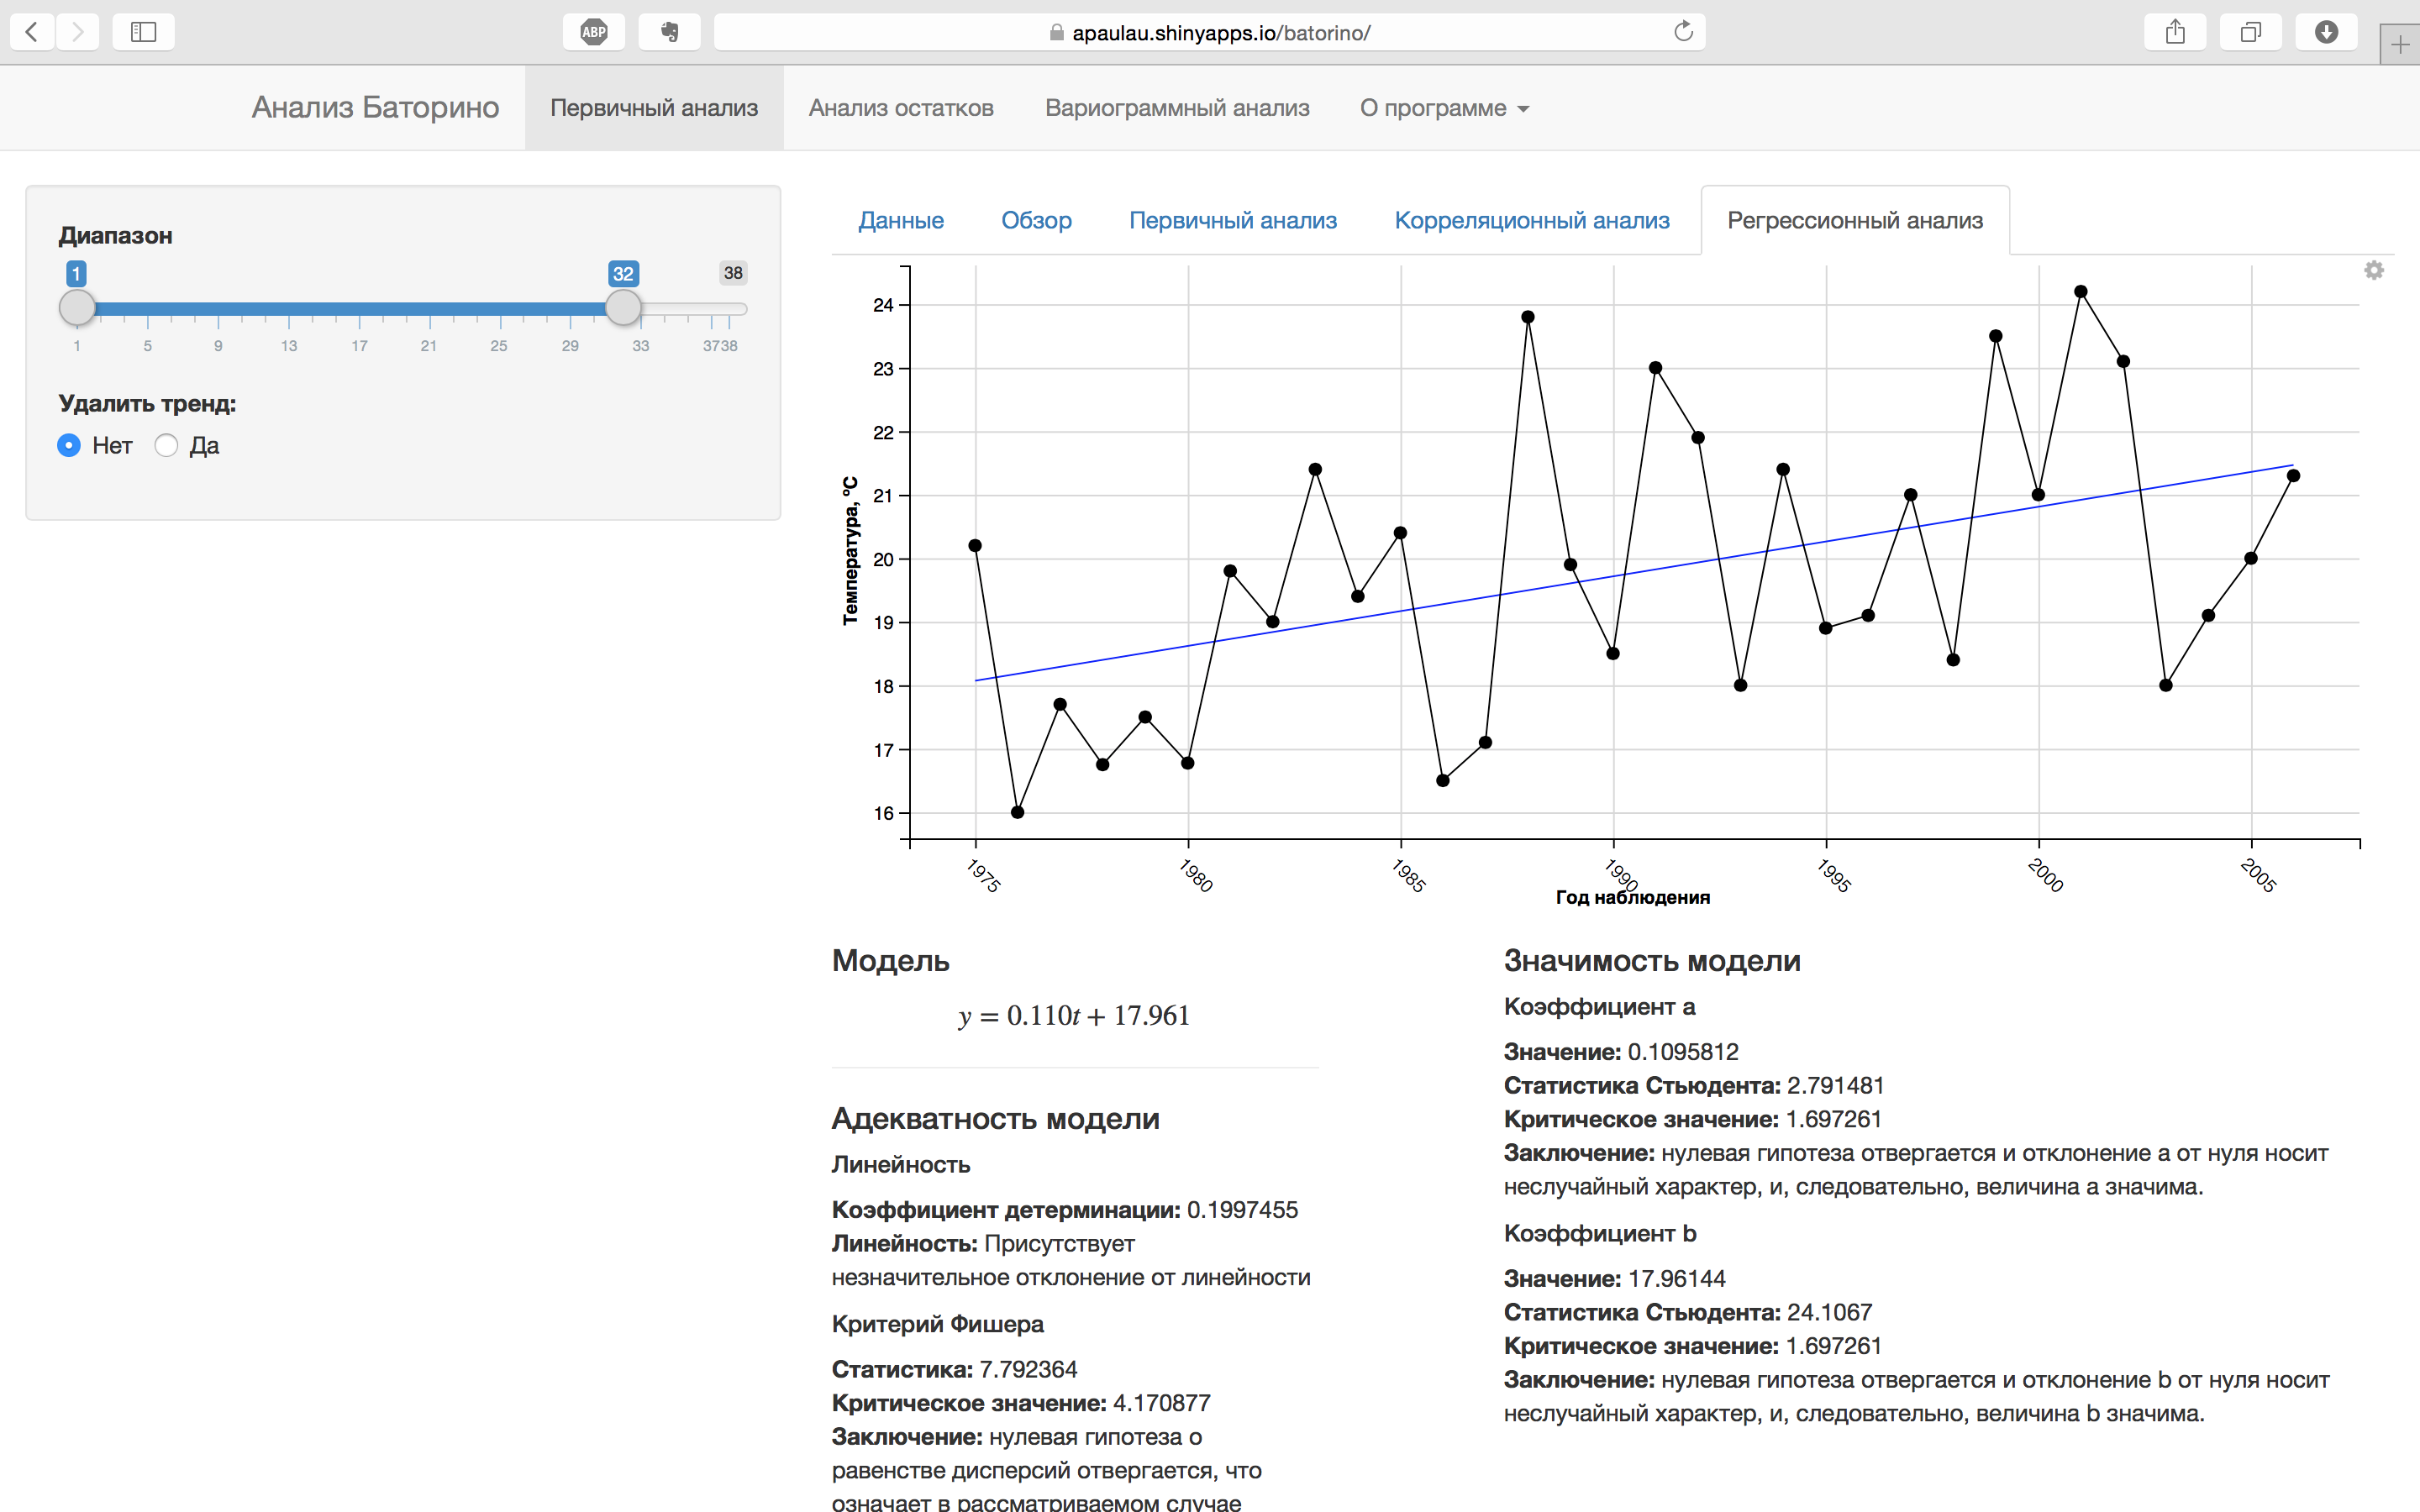 ABP
apaulau.shinyapps.io/batorino/
Анализ Баторино
Первичный анализ
Анализ остатков
Вариограммный анализ
О программе
Диапазон
1
32
38
1 5 9 13 17 21 25 29 33 37 38
Удалить тренд:
Нет Да
Данные
Обзор
Первичный анализ
Корреляционный анализ
Регрессионный анализ
24
23
22
21
20
19
18
17
16
Температура, °C
1975 1980 1985 1990 1995 2000 2005
Год наблюдения
Модель
y = 0.110t + 17.961
Адекватность модели
Линейность
Коэффициент детерминации: 0.1997455
Линейность: Присутствует
незначительное отклонение от линейности
Критерий Фишера
Статистика: 7.792364
Критическое значение: 4.170877
Заключение: нулевая гипотеза о
равенстве дисперсий отвергается, что
означает в рассматриваемом случае
Значимость модели
Коэффициент a
Значение: 0.1095812
Статистика Стьюдента: 2.791481
Критическое значение: 1.697261
Заключение: нулевая гипотеза отвергается и отклонение a от нуля носит
неслучайный характер, и, следовательно, величина a значима.
Коэффициент b
Значение: 17.96144
Статистика Стьюдента: 24.1067
Критическое значение: 1.697261
Заключение: нулевая гипотеза отвергается и отклонение b от нуля носит
неслучайный характер, и, следовательно, величина b значима.